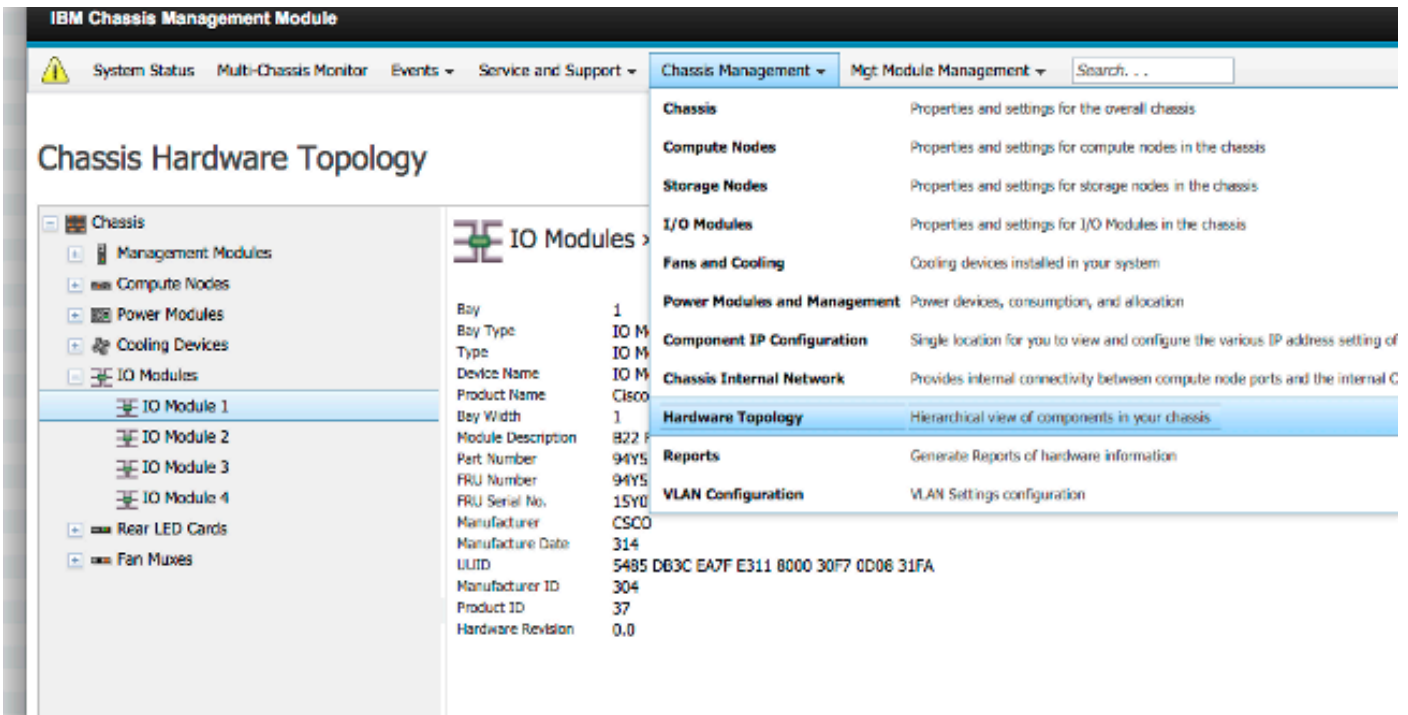 IBM Chassis Management Module
System Status Multi-Chassis Monitor Events Service and Support Chassis Management Mgt Module Management Search. . .
Chassis Properties and settings for the overall chassis
Compute Nodes Properties and settings for compute nodes in the chassis
Storage Nodes Properties and settings for storage nodes in the chassis
I/O Modules Properties and settings for I/O Modules in the chassis
Fans and Cooling Cooling devices installed in your system
Power Modules and Management Power devices, consumption, and allocation
Component IP Configuration Single location for you to view and configure the various IP address setting of
Chassis Internal Network Provides internal connectivity between compute node ports and the internal C
Hardware Topology Hierarchical view of components in your chassis
Reports Generate Reports of hardware information
VLAN Configuration VLAN Settings configuration
Chassis Hardware Topology
Chassis
Management Modules
Compute Nodes
Power Modules
Cooling Devices
IO Modules
IO Module 1
IO Module 2
IO Module 3
IO Module 4
Rear LED Cards
Fan Muxes
IO Modules >
Bay 1
Bay Type IO M
Type IO M
Device Name IO M
Product Name Cisco
Bay Width 1
Module Description B22 F
Part Number 94Y5
FRU Number 94Y5
FRU Serial No. 15Y0
Manufacturer CSCO
Manufacture Date 314
UUID 5485 DB3C EA7F E311 8000 30F7 0D08 31FA
Manufacturer ID 304
Product ID 37
Hardware Revision 0.0